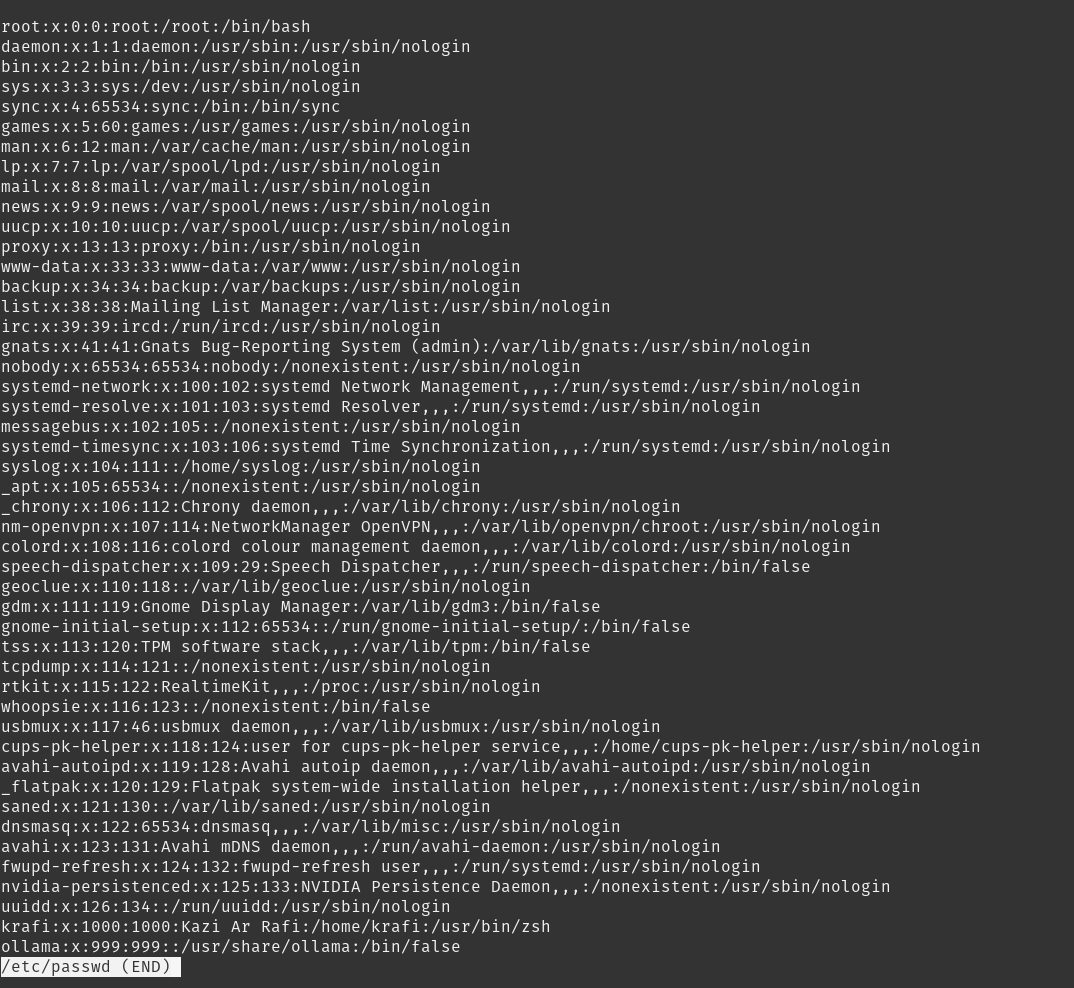 root:x:0:0:root:/root:/bin/bash
daemon:x:1:1:daemon:/usr/sbin:/usr/sbin/nologin
bin:x:2:2:bin:/bin:/usr/sbin/nologin
sys:x:3:3:sys:/dev:/usr/sbin/nologin
sync:x:4:65534:sync:/bin:/bin/sync
games:x:5:60:games:/usr/games:/usr/sbin/nologin
man:x:6:12:man:/var/cache/man:/usr/sbin/nologin
lp:x:7:7:lp:/var/spool/lpd:/usr/sbin/nologin
mail:x:8:8:mail:/var/mail:/usr/sbin/nologin
news:x:9:9:news:/var/spool/news:/usr/sbin/nologin
uucp:x:10:10:uucp:/var/spool/uucp:/usr/sbin/nologin
proxy:x:13:13:proxy:/bin:/usr/sbin/nologin
www-data:x:33:33:www-data:/var/www:/usr/sbin/nologin
backup:x:34:34:backup:/var/backups:/usr/sbin/nologin
list:x:38:38:Mailing List Manager:/var/list:/usr/sbin/nologin
irc:x:39:39:ircd:/run/ircd:/usr/sbin/nologin
gnats:x:41:41:Gnats Bug-Reporting System (admin):/var/lib/gnats:/usr/sbin/nologin
nobody:x:65534:65534:nobody:/nonexistent:/usr/sbin/nologin
systemd-network:x:100:102:systemd Network Management,,,:/run/systemd:/usr/sbin/nologin
systemd-resolve:x:101:103:systemd Resolver,,,:/run/systemd:/usr/sbin/nologin
messagebus:x:102:105::/nonexistent:/usr/sbin/nologin
systemd-timesync:x:103:106:systemd Time Synchronization,,,:/run/systemd:/usr/sbin/nologin
syslog:x:104:111::/home/syslog:/usr/sbin/nologin
_apt:x:105:65534::/nonexistent:/usr/sbin/nologin
_chrony:x:106:112:Chrony daemon,,,:/var/lib/chrony:/usr/sbin/nologin
nm-openvpn:x:107:114:NetworkManager OpenVPN,,,:/var/lib/openvpn/chroot:/usr/sbin/nologin
colord:x:108:116:colord colour management daemon,,,:/var/lib/colord:/usr/sbin/nologin
speech-dispatcher:x:109:29:Speech Dispatcher,,,:/run/speech-dispatcher:/bin/false
geoclue:x:110:118::/var/lib/geoclue:/usr/sbin/nologin
gdm:x:111:119:Gnome Display Manager:/var/lib/gdm3:/bin/false
gnome-initial-setup:x:112:65534::/run/gnome-initial-setup/:/bin/false
tss:x:113:120:TPM software stack,,,:/var/lib/tpm:/bin/false
tcpdump:x:114:121::/nonexistent:/usr/sbin/nologin
rtkit:x:115:122:RealtimeKit,,,:/proc:/usr/sbin/nologin
whoopsie:x:116:123::/nonexistent:/bin/false
usbmux:x:117:46:usbmux daemon,,,:/var/lib/usbmux:/usr/sbin/nologin
cups-pk-helper:x:118:124:user for cups-pk-helper service,,,:/home/cups-pk-helper:/usr/sbin/nologin
avahi-autoipd:x:119:128:Avahi autoip daemon,,,:/var/lib/avahi-autoipd:/usr/sbin/nologin
_flatpak:x:120:129:Flatpak system-wide installation helper,,,:/nonexistent:/usr/sbin/nologin
saned:x:121:130::/var/lib/saned:/usr/sbin/nologin
dnsmasq:x:122:65534:dnsmasq,,,:/var/lib/misc:/usr/sbin/nologin
avahi:x:123:131:Avahi mDNS daemon,,,:/run/avahi-daemon:/usr/sbin/nologin
fwupd-refresh:x:124:132:fwupd-refresh user,,,:/run/systemd:/usr/sbin/nologin
nvidia-persistenced:x:125:133:NVIDIA Persistence Daemon,,,:/nonexistent:/usr/sbin/nologin
uuidd:x:126:134::/run/uuidd:/usr/sbin/nologin
krafi:x:1000:1000:Kazi Ar Rafi:/home/krafi:/usr/bin/zsh
ollama:x:999:999::/usr/share/ollama:/bin/false
/etc/passwd (END)